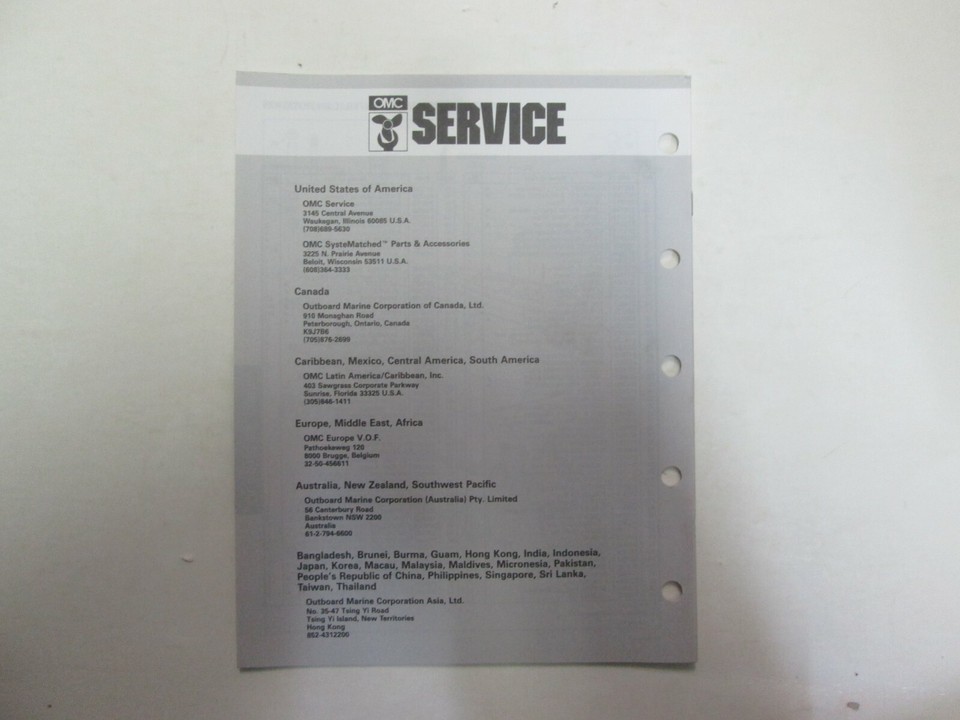 OMC
SERVICE
United States of America
OMC Service
3145 Central Avenue
Waukegan, Illinois 60085 U.S.A.
(708)689-5630
OMC SysteMatched™ Parts & Accessories
3225 N. Prairie Avenue
Beloit, Wisconsin 53511 U.S.A.
(608)364-3333
Canada
Outboard Marine Corporation of Canada, Ltd.
910 Monaghan Road
Peterborough, Ontario, Canada
K9J7B6
(705)876-2699
Caribbean, Mexico, Central America, South America
OMC Latin America/Caribbean, Inc.
403 Sawgrass Corporate Parkway
Sunrise, Florida 33325 U.S.A.
(305)846-1411
Europe, Middle East, Africa
OMC Europe V.O.F.
Pathoekeweg 120
8000 Brugge, Belgium
32-50-456611
Australia, New Zealand, Southwest Pacific
Outboard Marine Corporation (Australia) Pty. Limited
56 Canterbury Road
Bankstown NSW 2200
Australia
61-2-794-6600
Bangladesh, Brunei, Burma, Guam, Hong Kong, India, Indonesia,
Japan, Korea, Macau, Malaysia, Maldives, Micronesia, Pakistan,
People's Republic of China, Philippines, Singapore, Sri Lanka,
Taiwan, Thailand
Outboard Marine Corporation Asia, Ltd.
No. 35-47 Tsing Yi Road
Tsing Yi Island, New Territories
Hong Kong
852-4312200